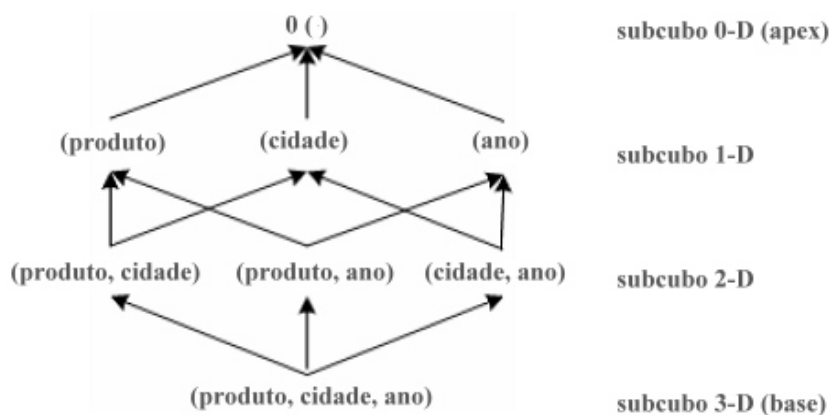 0 (·) subcubo 0-D (apex)
(produto) (cidade) (ano) subcubo 1-D
(produto, cidade) (produto, ano) (cidade, ano) subcubo 2-D
(produto, cidade, ano) subcubo 3-D (base)